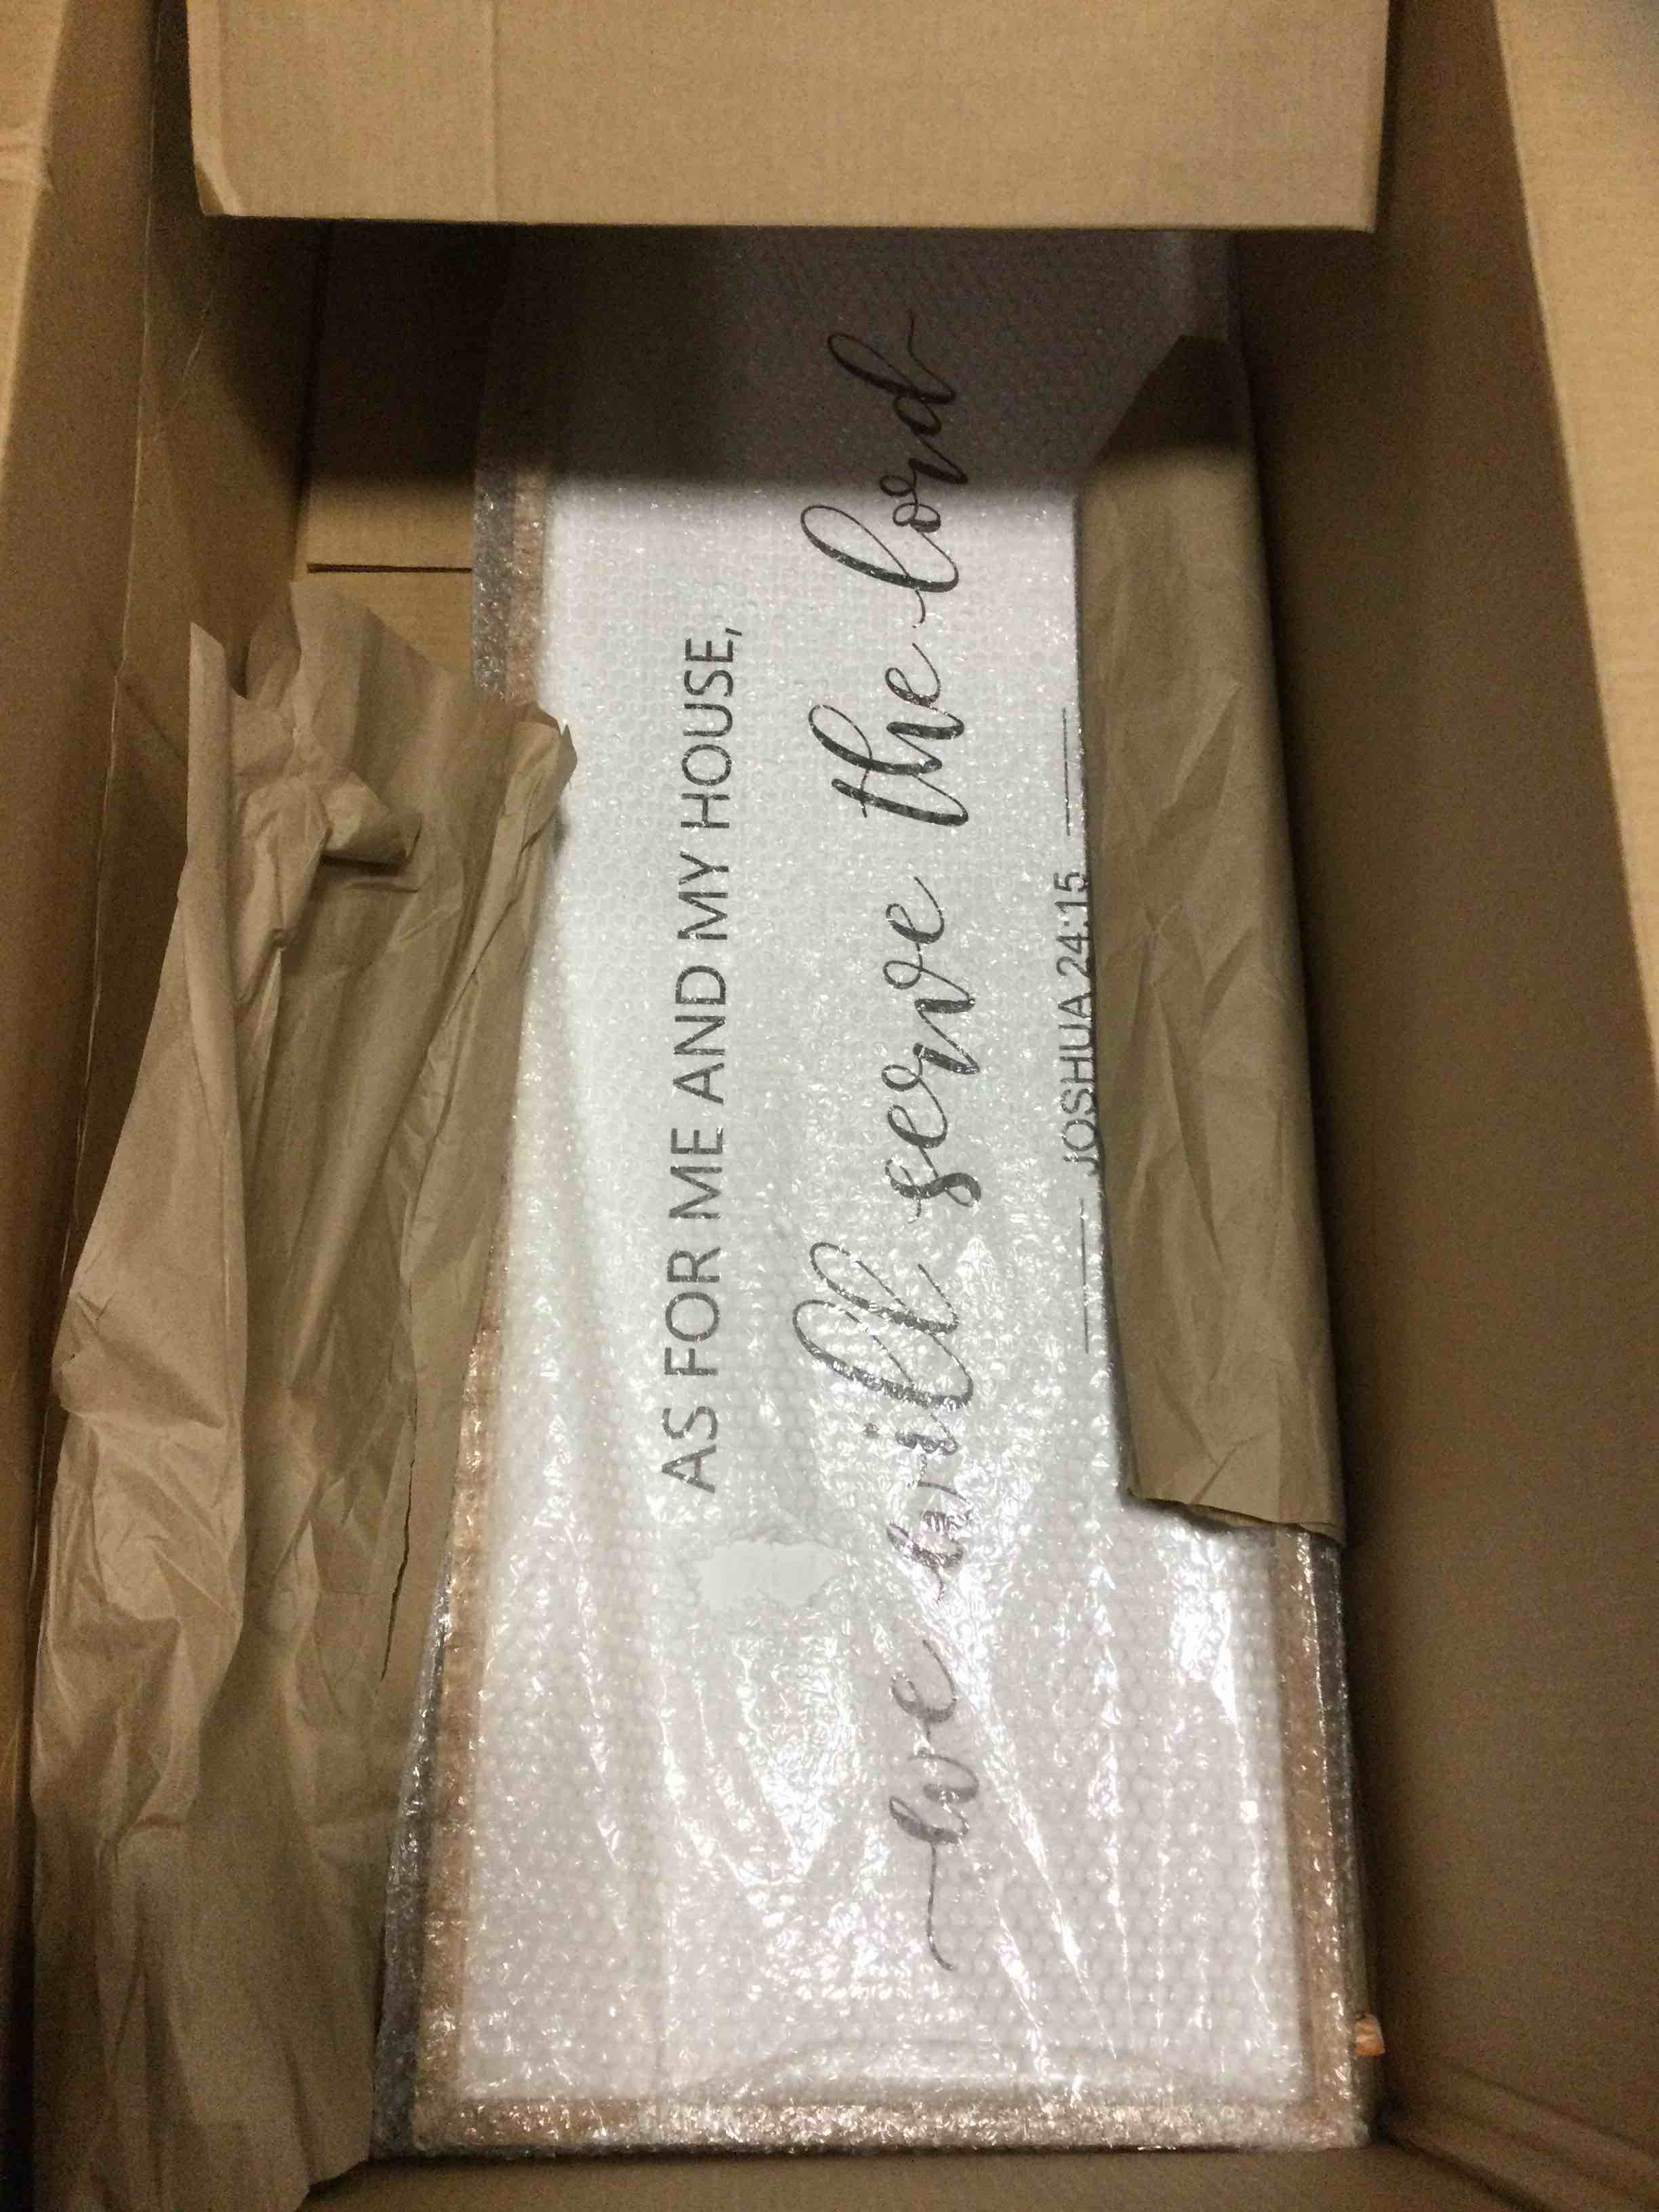 AS FOR ME AND MY HOUSE,
we will serve the lord
JOSHUA 24:15